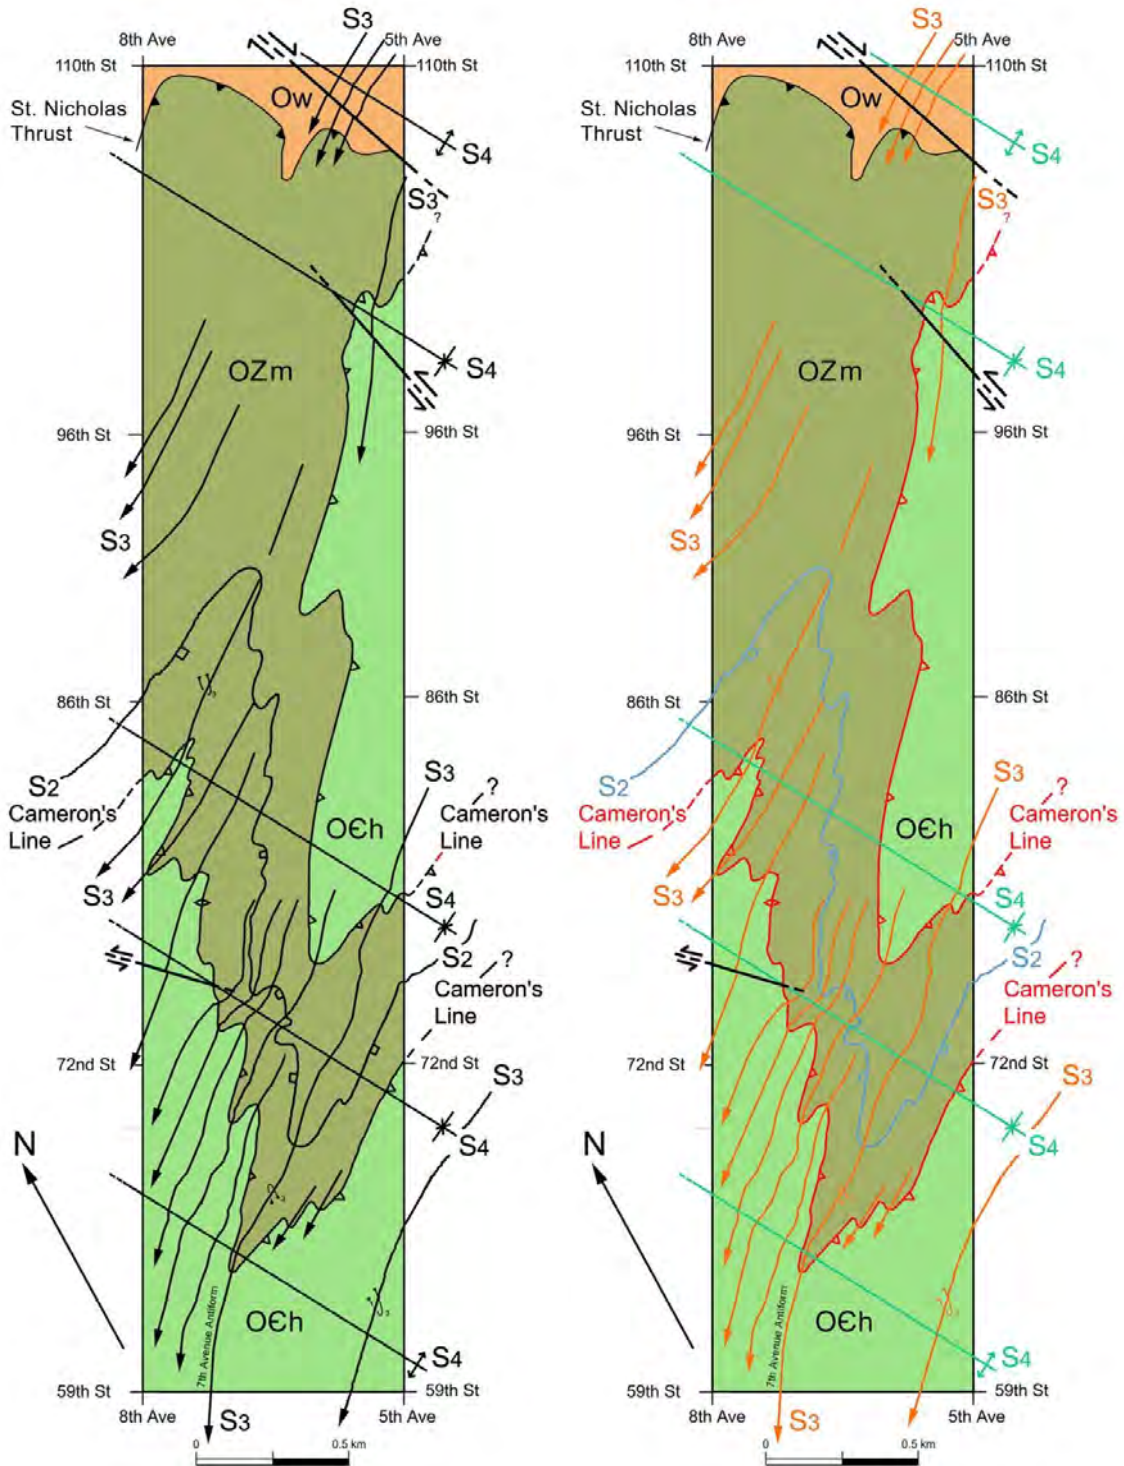 S3
8th Ave
5th Ave
110th St
110th St
Ow
St. Nicholas
Thrust
S4
S3
?
OZm
S4
96th St
96th St
S3
86th St
86th St
S2
S3
?
Cameron's
Line
Cameron's
Line
OЄh
S3
S4
S2
?
Cameron's
Line
72nd St
72nd St
S3
N
S4
7th Avenue Antiform
OЄh
S4
59th St
59th St
8th Ave
5th Ave
S3
0
0.5 km
S3
8th Ave
5th Ave
110th St
110th St
Ow
St. Nicholas
Thrust
S4
S3
?
OZm
S4
96th St
96th St
S3
86th St
86th St
S2
S3
?
Cameron's
Line
Cameron's
Line
OЄh
S3
S4
S2
?
Cameron's
Line
72nd St
72nd St
S3
N
S4
7th Avenue Antiform
OЄh
S4
59th St
59th St
8th Ave
5th Ave
S3
0
0.5 km